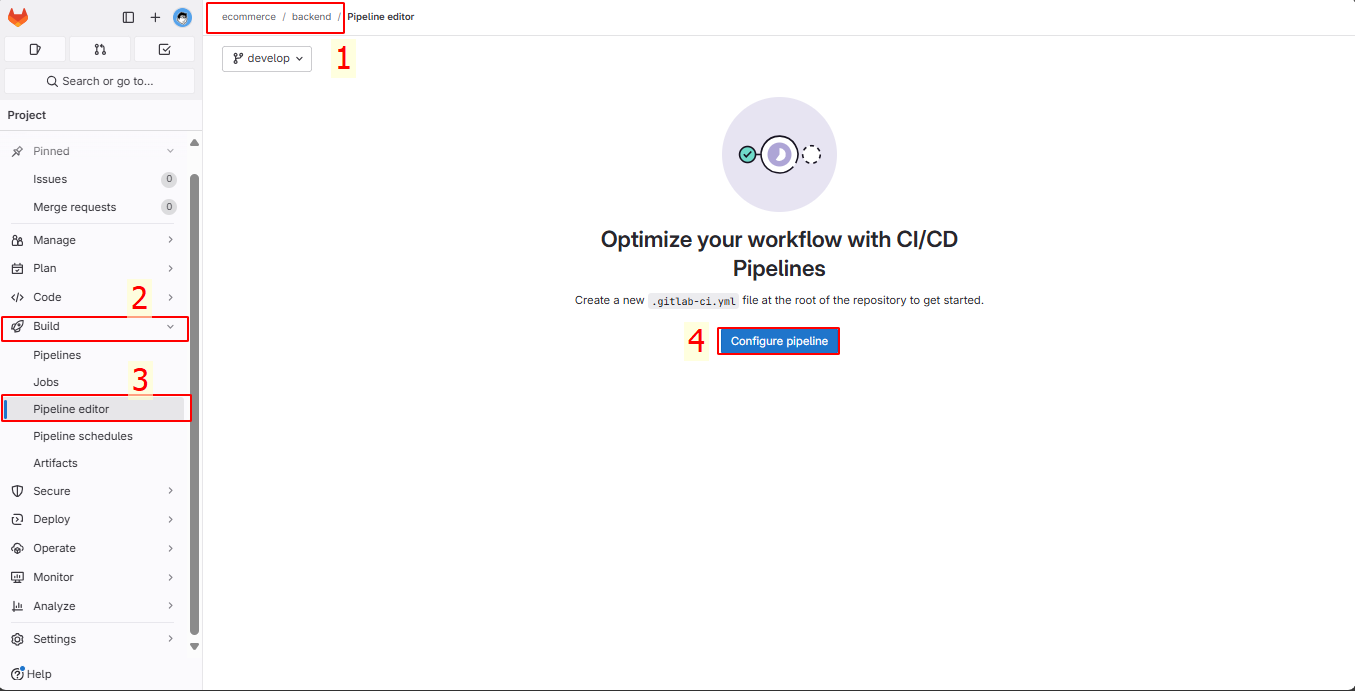 ecommerce / backend / Pipeline editor
1
develop
Search or go to...
Project
Pinned
Issues 0
Merge requests 0
Manage
Plan
Code
2
Build
Pipelines
Jobs
3
Pipeline editor
Pipeline schedules
Artifacts
Secure
Deploy
Operate
Monitor
Analyze
Settings
Help
Optimize your workflow with CI/CD
Pipelines
Create a new .gitlab-ci.yml file at the root of the repository to get started.
4
Configure pipeline